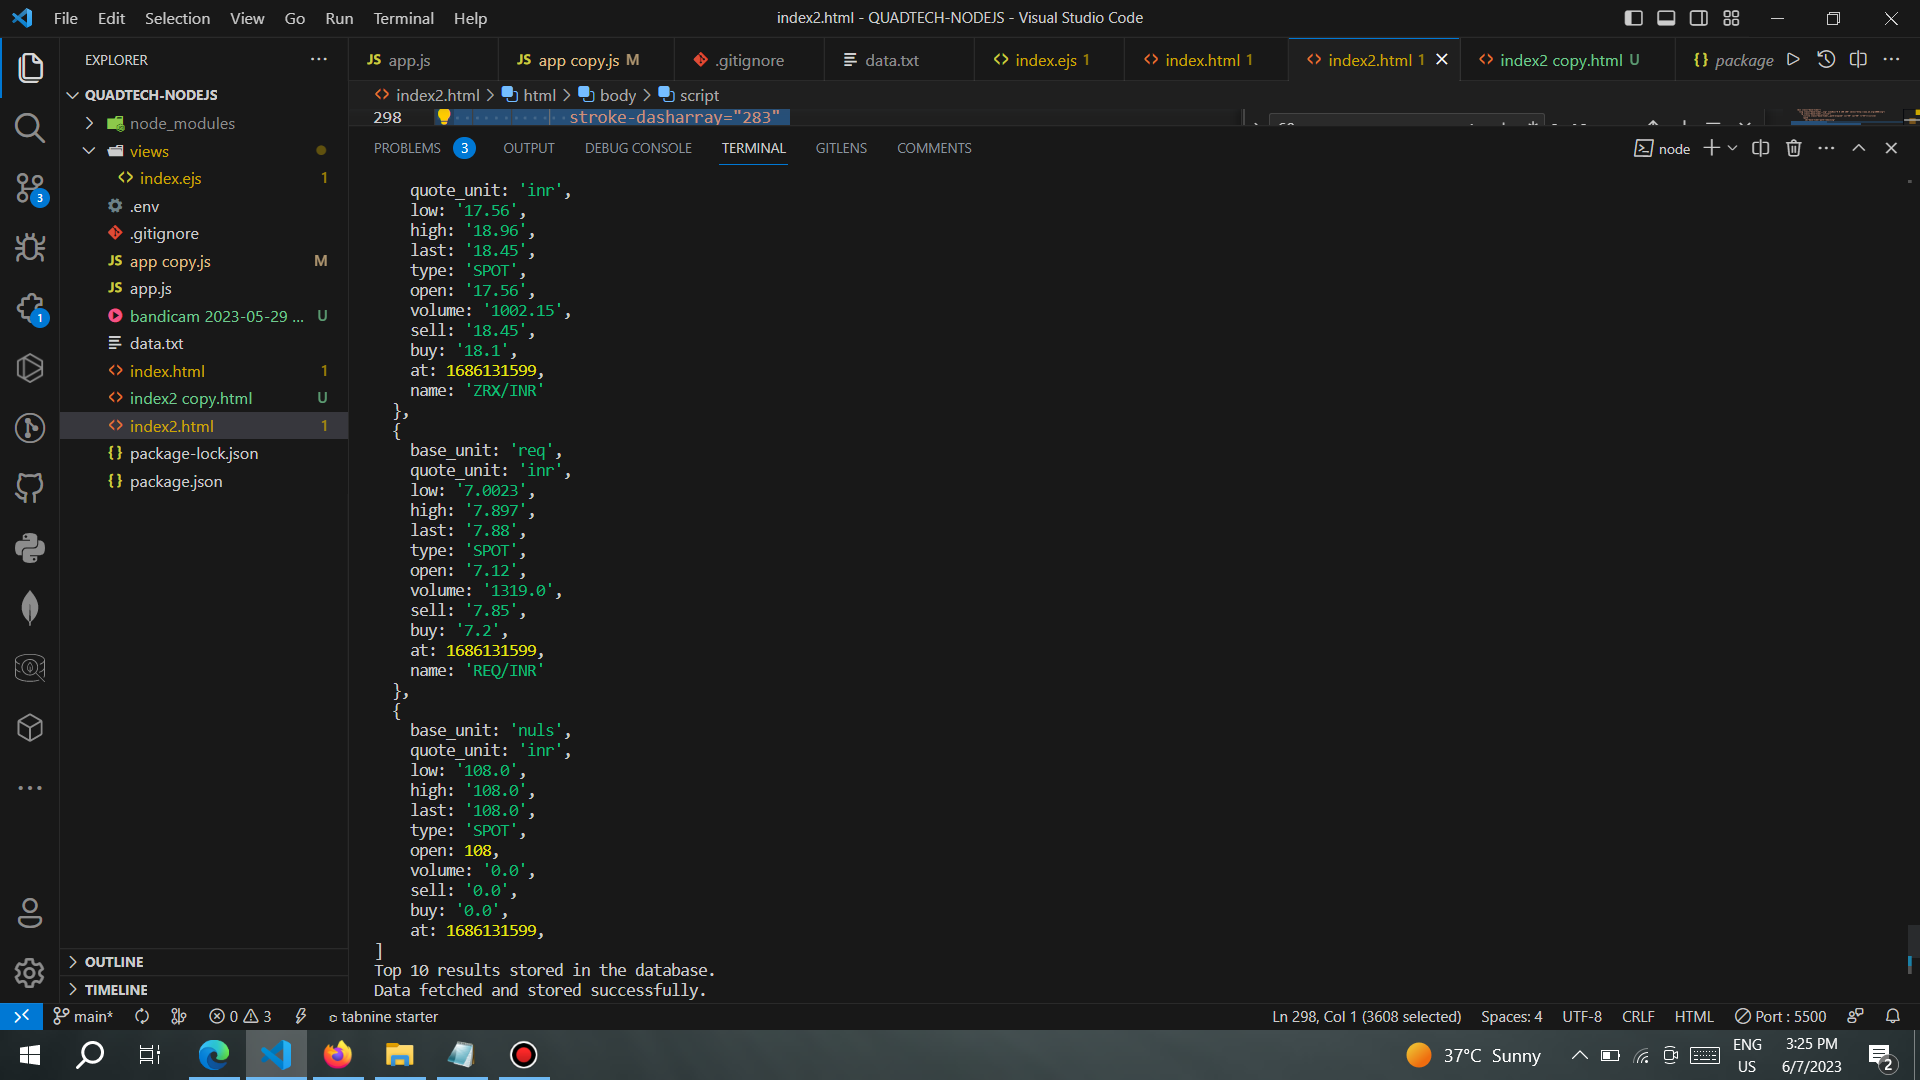 File Edit Selection View Go Run Terminal Help
index2.html - QUADTECH-NODEJS - Visual Studio Code
EXPLORER
QUADTECH-NODEJS
node_modules
views
index.ejs 1
.env
.gitignore
app copy.js M
app.js
bandicam 2023-05-29 ... U
data.txt
index.html 1
index2 copy.html U
index2.html 1
package-lock.json
package.json
OUTLINE
TIMELINE
3
1
app.js
app copy.js M
.gitignore
data.txt
index.ejs 1
index.html 1
index2.html 1
index2 copy.html U
package
index2.html > html > body > script
298 stroke-dasharray="283"
PROBLEMS 3 OUTPUT DEBUG CONSOLE TERMINAL GITLENS COMMENTS
node
quote_unit: 'inr',
low: '17.56',
high: '18.96',
last: '18.45',
type: 'SPOT',
open: '17.56',
volume: '1002.15',
sell: '18.45',
buy: '18.1',
at: 1686131599,
name: 'ZRX/INR'
},
{
base_unit: 'req',
quote_unit: 'inr',
low: '7.0023',
high: '7.897',
last: '7.88',
type: 'SPOT',
open: '7.12',
volume: '1319.0',
sell: '7.85',
buy: '7.2',
at: 1686131599,
name: 'REQ/INR'
},
{
base_unit: 'nuls',
quote_unit: 'inr',
low: '108.0',
high: '108.0',
last: '108.0',
type: 'SPOT',
open: 108,
volume: '0.0',
sell: '0.0',
buy: '0.0',
at: 1686131599,
]
Top 10 results stored in the database.
Data fetched and stored successfully.
main* 0 3 tabnine starter
Ln 298, Col 1 (3608 selected) Spaces: 4 UTF-8 CRLF HTML Port : 5500
37°C Sunny
ENG
US
3:25 PM
6/7/2023
2